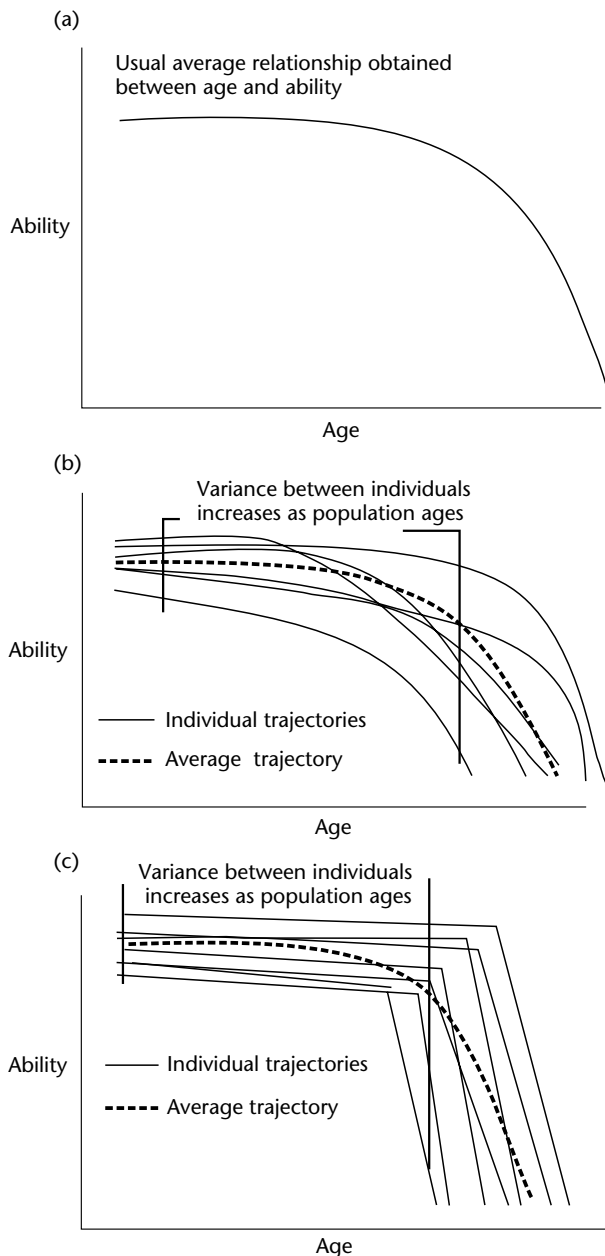 (a)
Usual average relationship obtained
between age and ability
Ability
Age
(b)
Variance between individuals
increases as population ages
Ability
Individual trajectories
Average trajectory
Age
(c)
Variance between individuals
increases as population ages
Ability
Individual trajectories
Average trajectory
Age